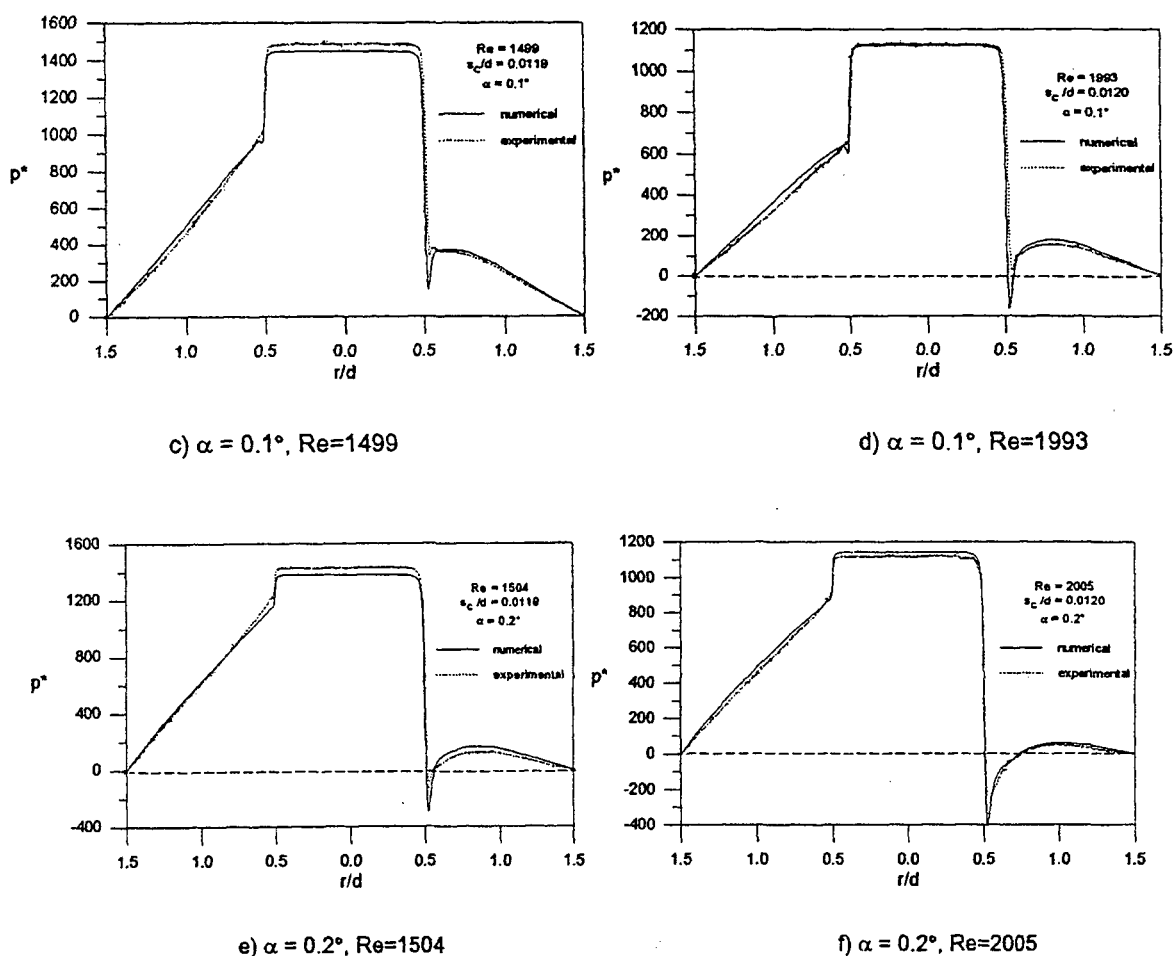 1600
1400
1200
1000
800
600
400
200
0
p*
Re = 1499
s_c/d = 0.0119
α = 0.1°
numerical
experimental
1.5 1.0 0.5 0.0 0.5 1.0 1.5
r/d
c) α = 0.1°, Re=1499
1200
1000
800
600
400
200
0
-200
p*
Re = 1993
s_c/d = 0.0120
α = 0.1°
numerical
experimental
1.5 1.0 0.5 0.0 0.5 1.0 1.5
r/d
d) α = 0.1°, Re=1993
1600
1200
800
400
0
-400
p*
Re = 1504
s_c/d = 0.0119
α = 0.2°
numerical
experimental
1.5 1.0 0.5 0.0 0.5 1.0 1.5
r/d
e) α = 0.2°, Re=1504
1200
1000
800
600
400
200
0
-200
-400
p*
Re = 2005
s_c/d = 0.0120
α = 0.2°
numerical
experimental
1.5 1.0 0.5 0.0 0.5 1.0 1.5
r/d
f) α = 0.2°, Re=2005